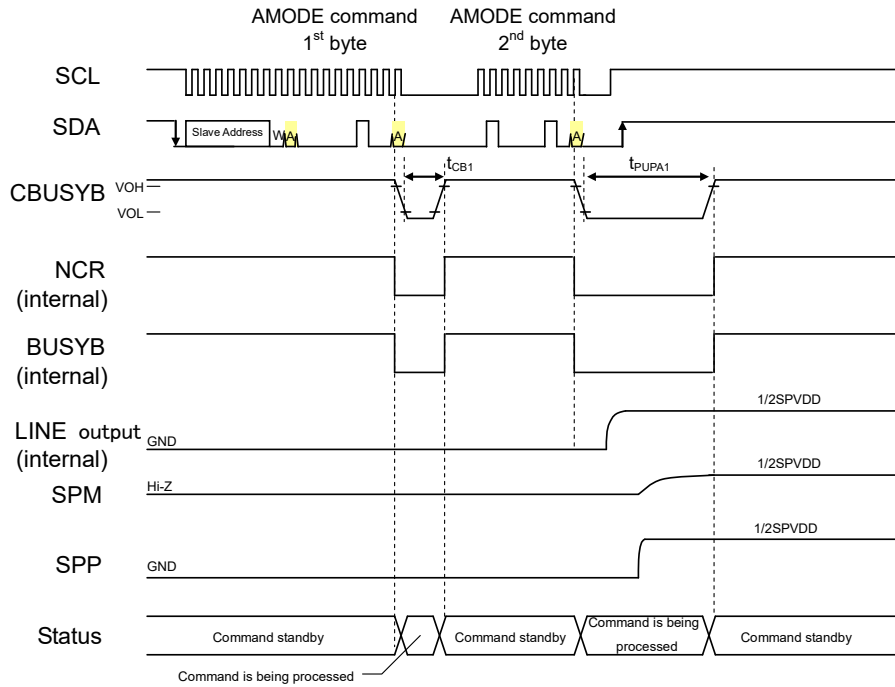 AMODE command
1st byte
AMODE command
2nd byte
SCL
SDA
Slave Address
W
A
A
A
CBUSYB
VOH
VOL
tCB1
tPUPA1
NCR
(internal)
BUSYB
(internal)
LINE output
(internal)
GND
1/2SPVDD
SPM
Hi-Z
1/2SPVDD
SPP
GND
1/2SPVDD
Status
Command standby
Command standby
Command is being
processed
Command standby
Command is being processed